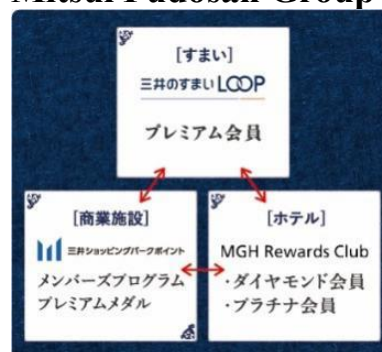 Mitsui Fudosan Group
[すまい]
三井のすまいLOOP
プレミアム会員
[商業施設]
三井ショッピングパークポイント
メンバーズプログラム
プレミアムメダル
[ホテル]
MGH Rewards Club
・ダイヤモンド会員
・プラチナ会員